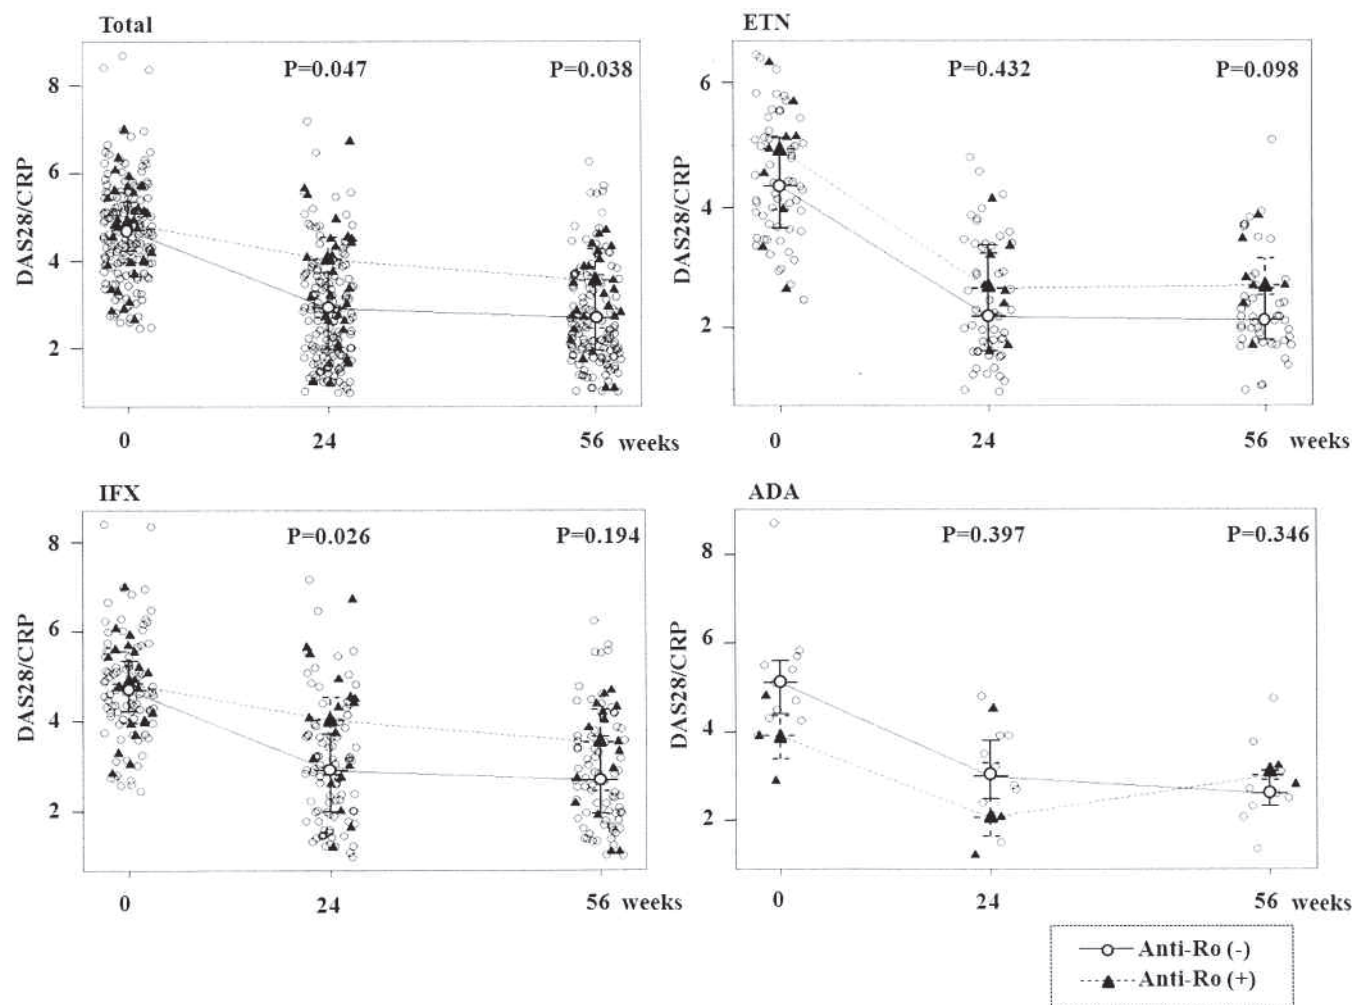 Total
P=0.047
P=0.038
DAS28/CRP
8
6
4
2
0
24
56
weeks
ETN
P=0.432
P=0.098
DAS28/CRP
6
4
2
0
24
56
weeks
IFX
P=0.026
P=0.194
DAS28/CRP
8
6
4
2
0
24
56
weeks
ADA
P=0.397
P=0.346
DAS28/CRP
8
6
4
2
0
24
56
weeks
Anti-Ro (-)
Anti-Ro (+)